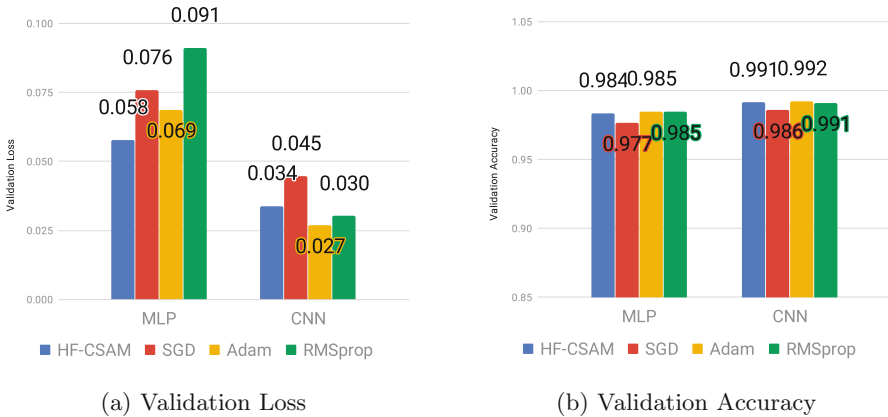 0.100
0.075
0.050
0.025
0.000
Validation Loss
0.058
0.076
0.069
0.091
0.034
0.045
0.027
0.030
MLP
CNN
HF-CSAM SGD Adam RMSprop
(a) Validation Loss
1.05
1.00
0.95
0.90
0.85
Validation Accuracy
0.984
0.977
0.985
0.985
0.991
0.986
0.992
0.991
MLP
CNN
HF-CSAM SGD Adam RMSprop
(b) Validation Accuracy